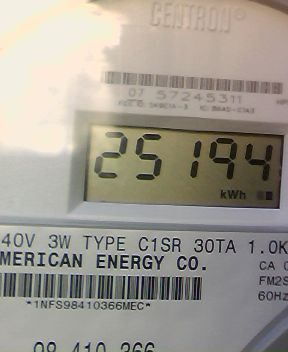 CENTRON®
07 57245311
25194
kWh
40V 3W TYPE C1SR 30TA 1.0K
MERICAN ENERGY CO.
CA
FM2S
60Hz
*1NFS98410366MEC*
98 410 366